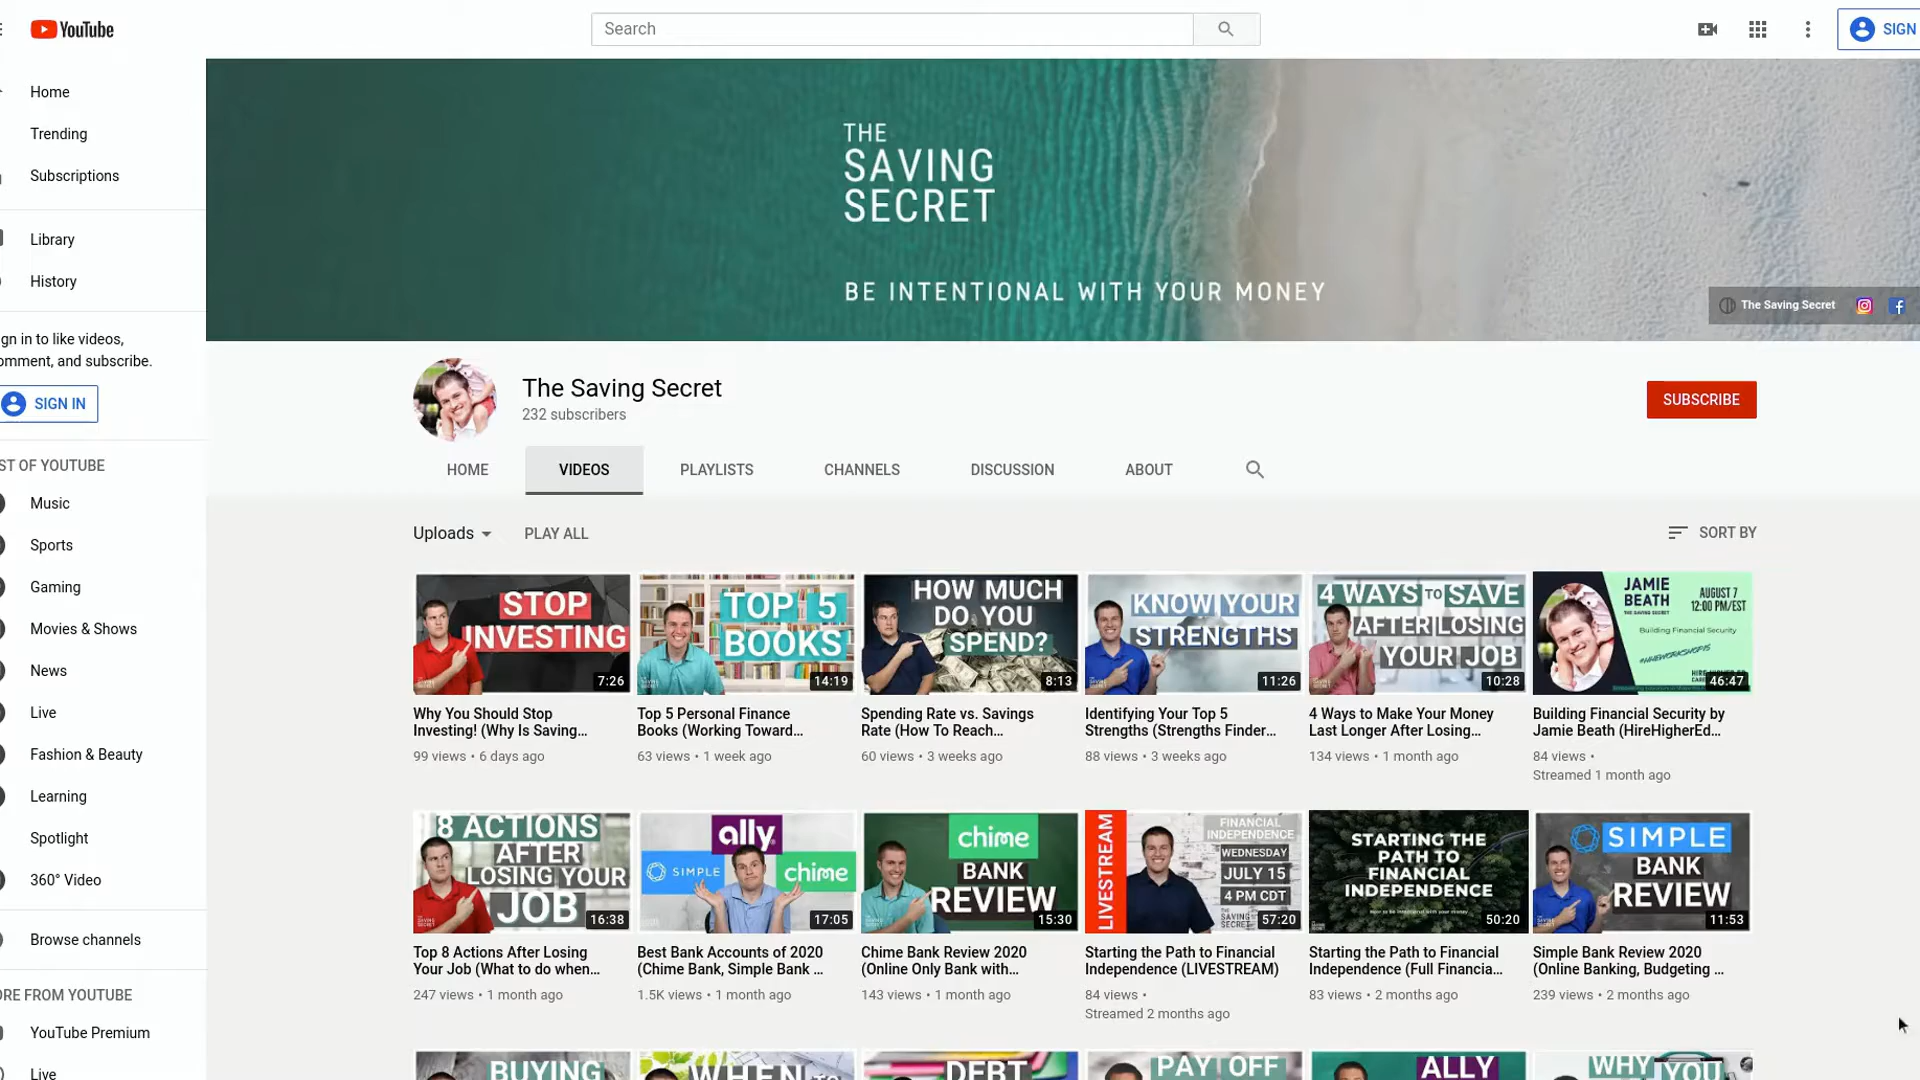 YouTube
Search
SIGN
Home
Trending
Subscriptions
Library
History
gn in to like videos,
omment, and subscribe.
SIGN IN
ST OF YOUTUBE
Music
Sports
Gaming
Movies & Shows
News
Live
Fashion & Beauty
Learning
Spotlight
360° Video
Browse channels
ORE FROM YOUTUBE
YouTube Premium
Live
THE
SAVING
SECRET
BE INTENTIONAL WITH YOUR MONEY
The Saving Secret
The Saving Secret
232 subscribers
SUBSCRIBE
HOME
VIDEOS
PLAYLISTS
CHANNELS
DISCUSSION
ABOUT
Uploads
PLAY ALL
SORT BY
STOP
INVESTING
7:26
Why You Should Stop
Investing! (Why Is Saving...
99 views • 6 days ago
TOP 5
BOOKS
14:19
Top 5 Personal Finance
Books (Working Toward...
63 views • 1 week ago
HOW MUCH
DO YOU
SPEND?
8:13
Spending Rate vs. Savings
Rate (How To Reach...
60 views • 3 weeks ago
KNOW YOUR
STRENGTHS
11:26
Identifying Your Top 5
Strengths (Strengths Finder...
88 views • 3 weeks ago
4 WAYS TO SAVE
AFTER LOSING
YOUR JOB
10:28
4 Ways to Make Your Money
Last Longer After Losing...
134 views • 1 month ago
JAMIE
BEATH
THE SAVING SECRET
AUGUST 7
12:00 PM/EST
Building Financial Security
46:47
Building Financial Security by
Jamie Beath (HireHigherEd...
84 views •
Streamed 1 month ago
8 ACTIONS
AFTER
LOSING YOUR
JOB
16:38
Top 8 Actions After Losing
Your Job (What to do when...
247 views • 1 month ago
ally
SIMPLE
chime
17:05
Best Bank Accounts of 2020
(Chime Bank, Simple Bank ...
1.5K views • 1 month ago
chime
BANK
REVIEW
15:30
Chime Bank Review 2020
(Online Only Bank with...
143 views • 1 month ago
LIVESTREAM
FINANCIAL
INDEPENDENCE
WEDNESDAY
JULY 15
4 PM CDT
THE
SAVING
SECRET
57:20
Starting the Path to Financial
Independence (LIVESTREAM)
84 views •
Streamed 2 months ago
STARTING THE
PATH TO
FINANCIAL
INDEPENDENCE
50:20
Starting the Path to Financial
Independence (Full Financia...
83 views • 2 months ago
SIMPLE
BANK
REVIEW
11:53
Simple Bank Review 2020
(Online Banking, Budgeting ...
239 views • 2 months ago
BUYING
WHEN TO
DEBT
PAY OFF
ALLY
WHY
YOU